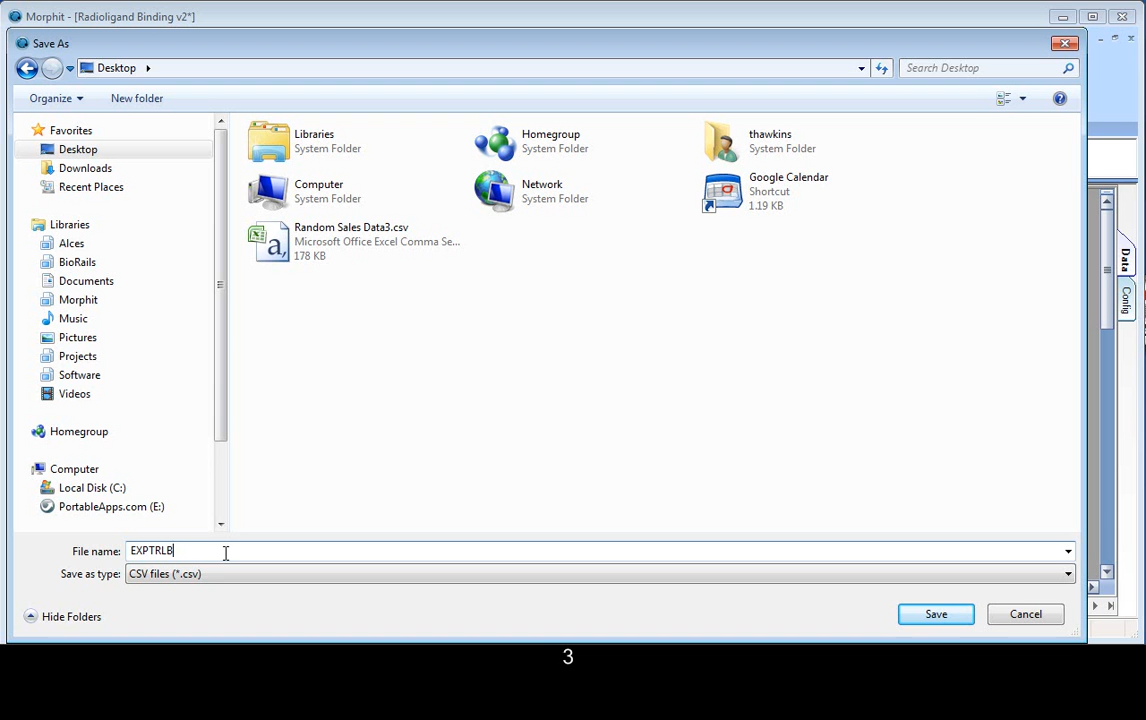 Morphit - [Radioligand Binding v2*]
Save As
Desktop
Search Desktop
Organize
New folder
Favorites
Desktop
Downloads
Recent Places
Libraries
Alces
BioRails
Documents
Morphit
Music
Pictures
Projects
Software
Videos
Homegroup
Computer
Local Disk (C:)
PortableApps.com (E:)
Libraries
System Folder
Homegroup
System Folder
thawkins
System Folder
Computer
System Folder
Network
System Folder
Google Calendar
Shortcut
1.19 KB
Random Sales Data3.csv
Microsoft Office Excel Comma Se...
178 KB
Data
Config
File name: EXPTRLB
Save as type: CSV files (*.csv)
Hide Folders
Save
Cancel
3